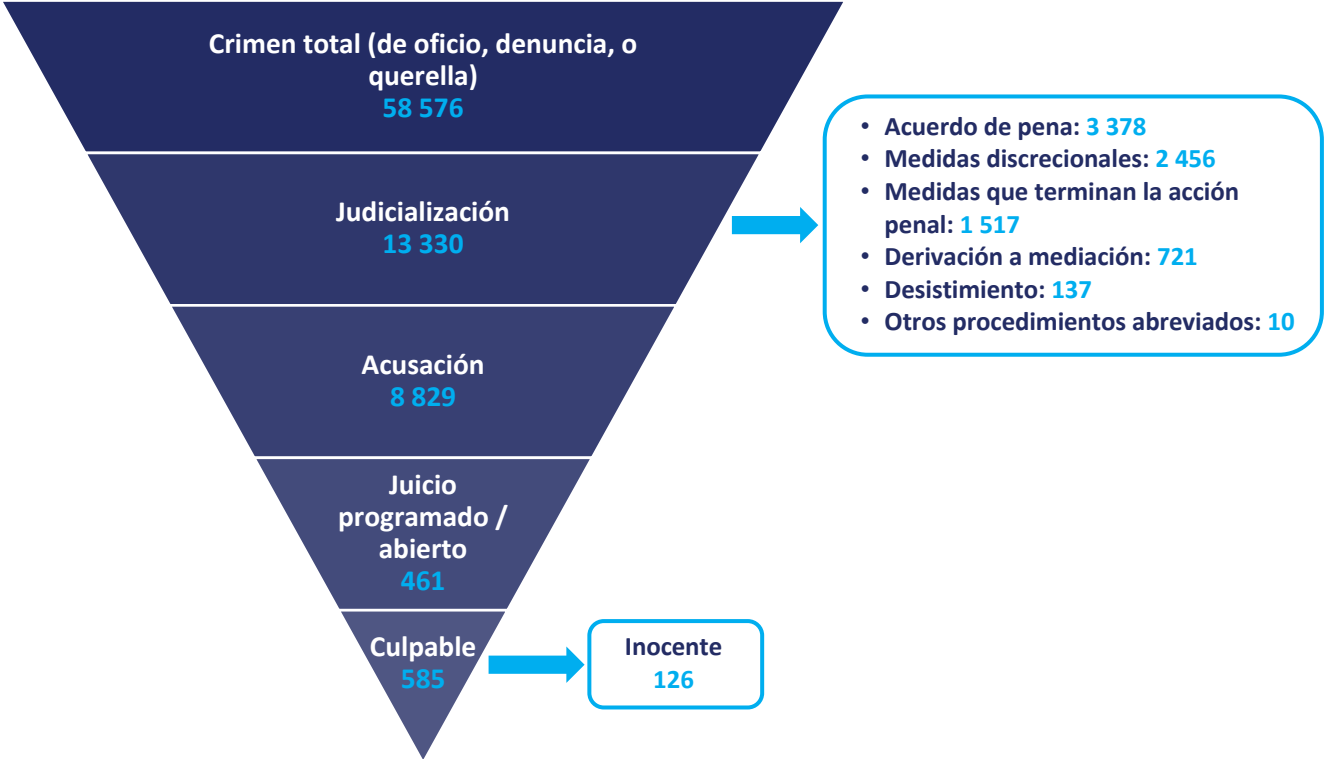 Crimen total (de oficio, denuncia, o
querella)
58 576
Judicialización
13 330
• Acuerdo de pena: 3 378
• Medidas discrecionales: 2 456
• Medidas que terminan la acción
penal: 1 517
• Derivación a mediación: 721
• Desistimiento: 137
• Otros procedimientos abreviados: 10
Acusación
8 829
Juicio
programado /
abierto
461
Culpable
585
Inocente
126